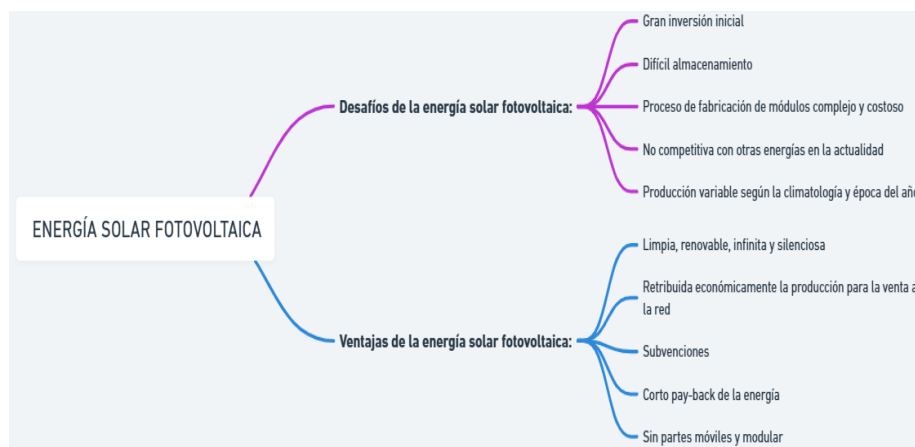 ENERGÍA SOLAR FOTOVOLTAICA
Desafíos de la energía solar fotovoltaica:
Gran inversión inicial
Difícil almacenamiento
Proceso de fabricación de módulos complejo y costoso
No competitiva con otras energías en la actualidad
Producción variable según la climatología y época del año
Ventajas de la energía solar fotovoltaica:
Limpia, renovable, infinita y silenciosa
Retribuida económicamente la producción para la venta a
la red
Subvenciones
Corto pay-back de la energía
Sin partes móviles y modular